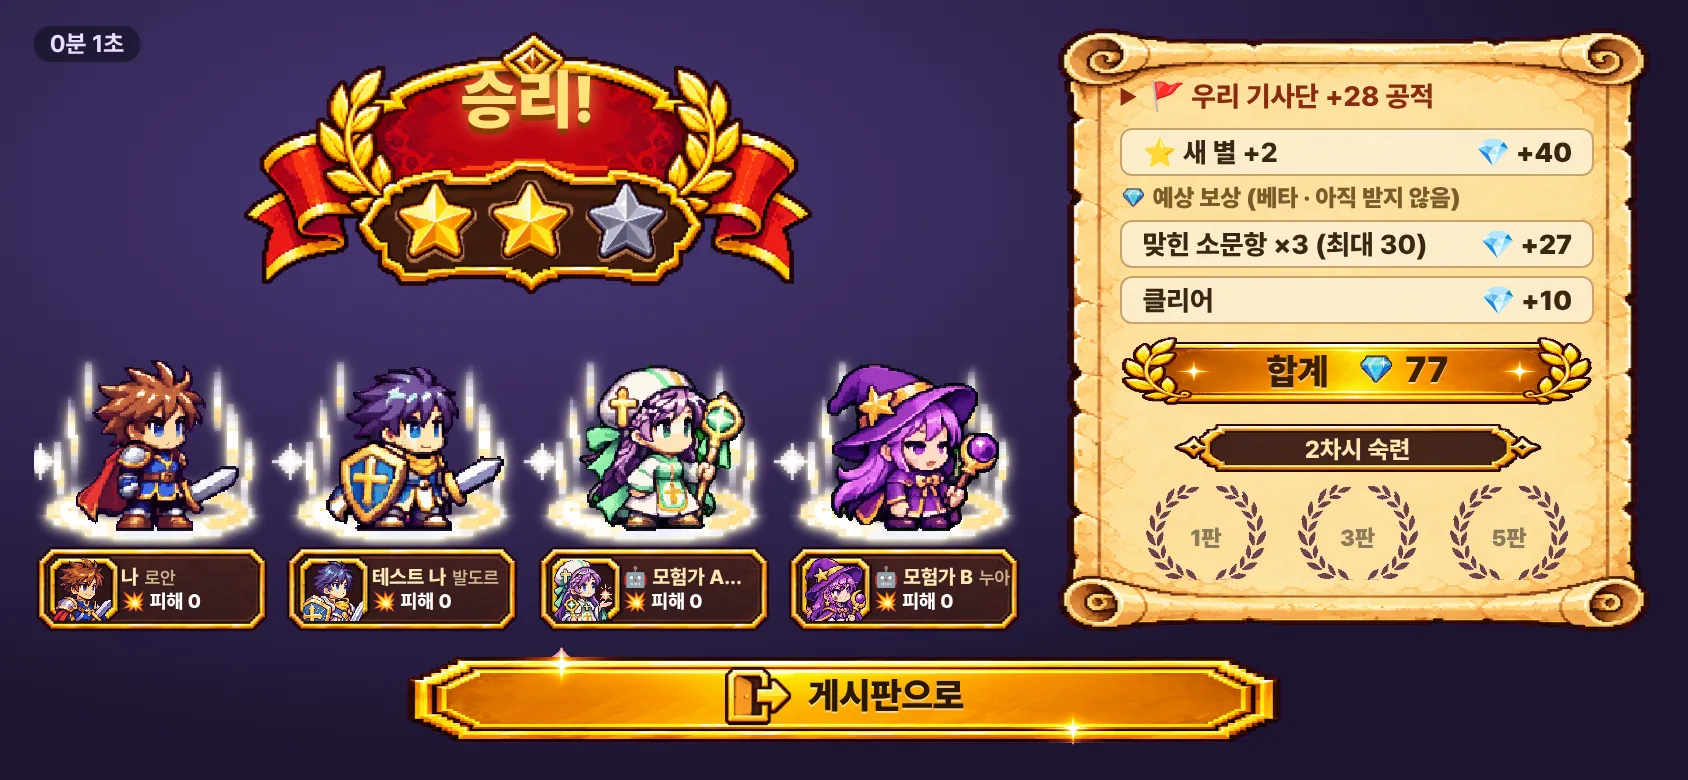 0분 1초
승리!
나 로안
피해 0
테스트 나 발도르
피해 0
모험가 A...
피해 0
모험가 B 누아
피해 0
▶ 우리 기사단 +28 공적
새 별 +2 +40
예상 보상 (베타 · 아직 받지 않음)
맞힌 소문항 ×3 (최대 30) +27
클리어 +10
합계 77
2차시 숙련
1판 3판 5판
게시판으로